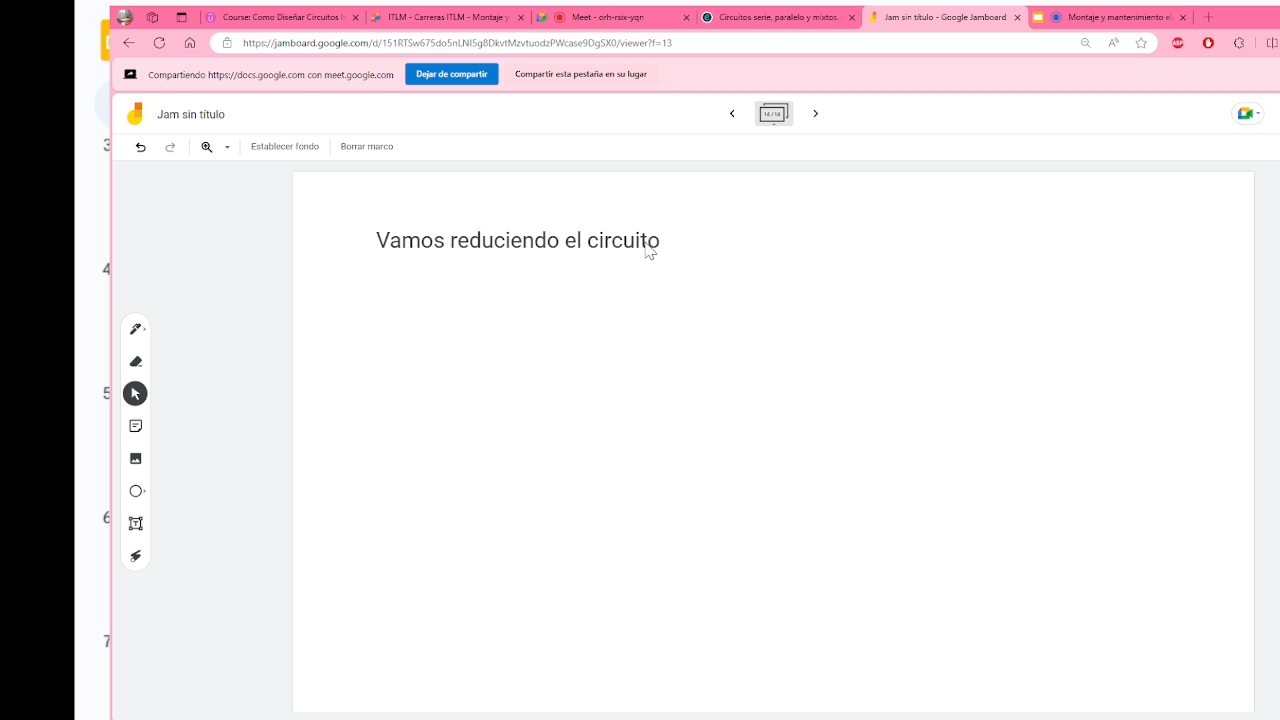 Course: Como Diseñar Circuitos
ITLM - Carreras ITLM - Montaje y
Meet - orh-rsix-yqn
Circuitos serie, paralelo y mixtos.
Jam sin título - Google Jamboard
Montaje y mantenimiento el
https://jamboard.google.com/d/151RTSw675do5nLNI5g8DkvtMzvtuodzPWcase9DgSX0/viewer?f=13
Compartiendo https://docs.google.com con meet.google.com
Dejar de compartir
Compartir esta pestaña en su lugar
Jam sin título
14 / 14
Establecer fondo
Borrar marco
Vamos reduciendo el circuito
3
4
5
6
7